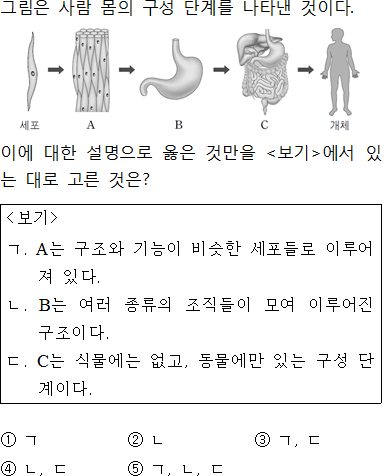 그림은 사람 몸의 구성 단계를 나타낸 것이다.
세포 A B C 개체
이에 대한 설명으로 옳은 것만을 <보기>에서 있
는 대로 고른 것은?
<보기>
ㄱ. A는 구조와 기능이 비슷한 세포들로 이루어
져 있다.
ㄴ. B는 여러 종류의 조직들이 모여 이루어진
구조이다.
ㄷ. C는 식물에는 없고, 동물에만 있는 구성 단
계이다.
① ㄱ ② ㄴ ③ ㄱ, ㄷ
④ ㄴ, ㄷ ⑤ ㄱ, ㄴ, ㄷ